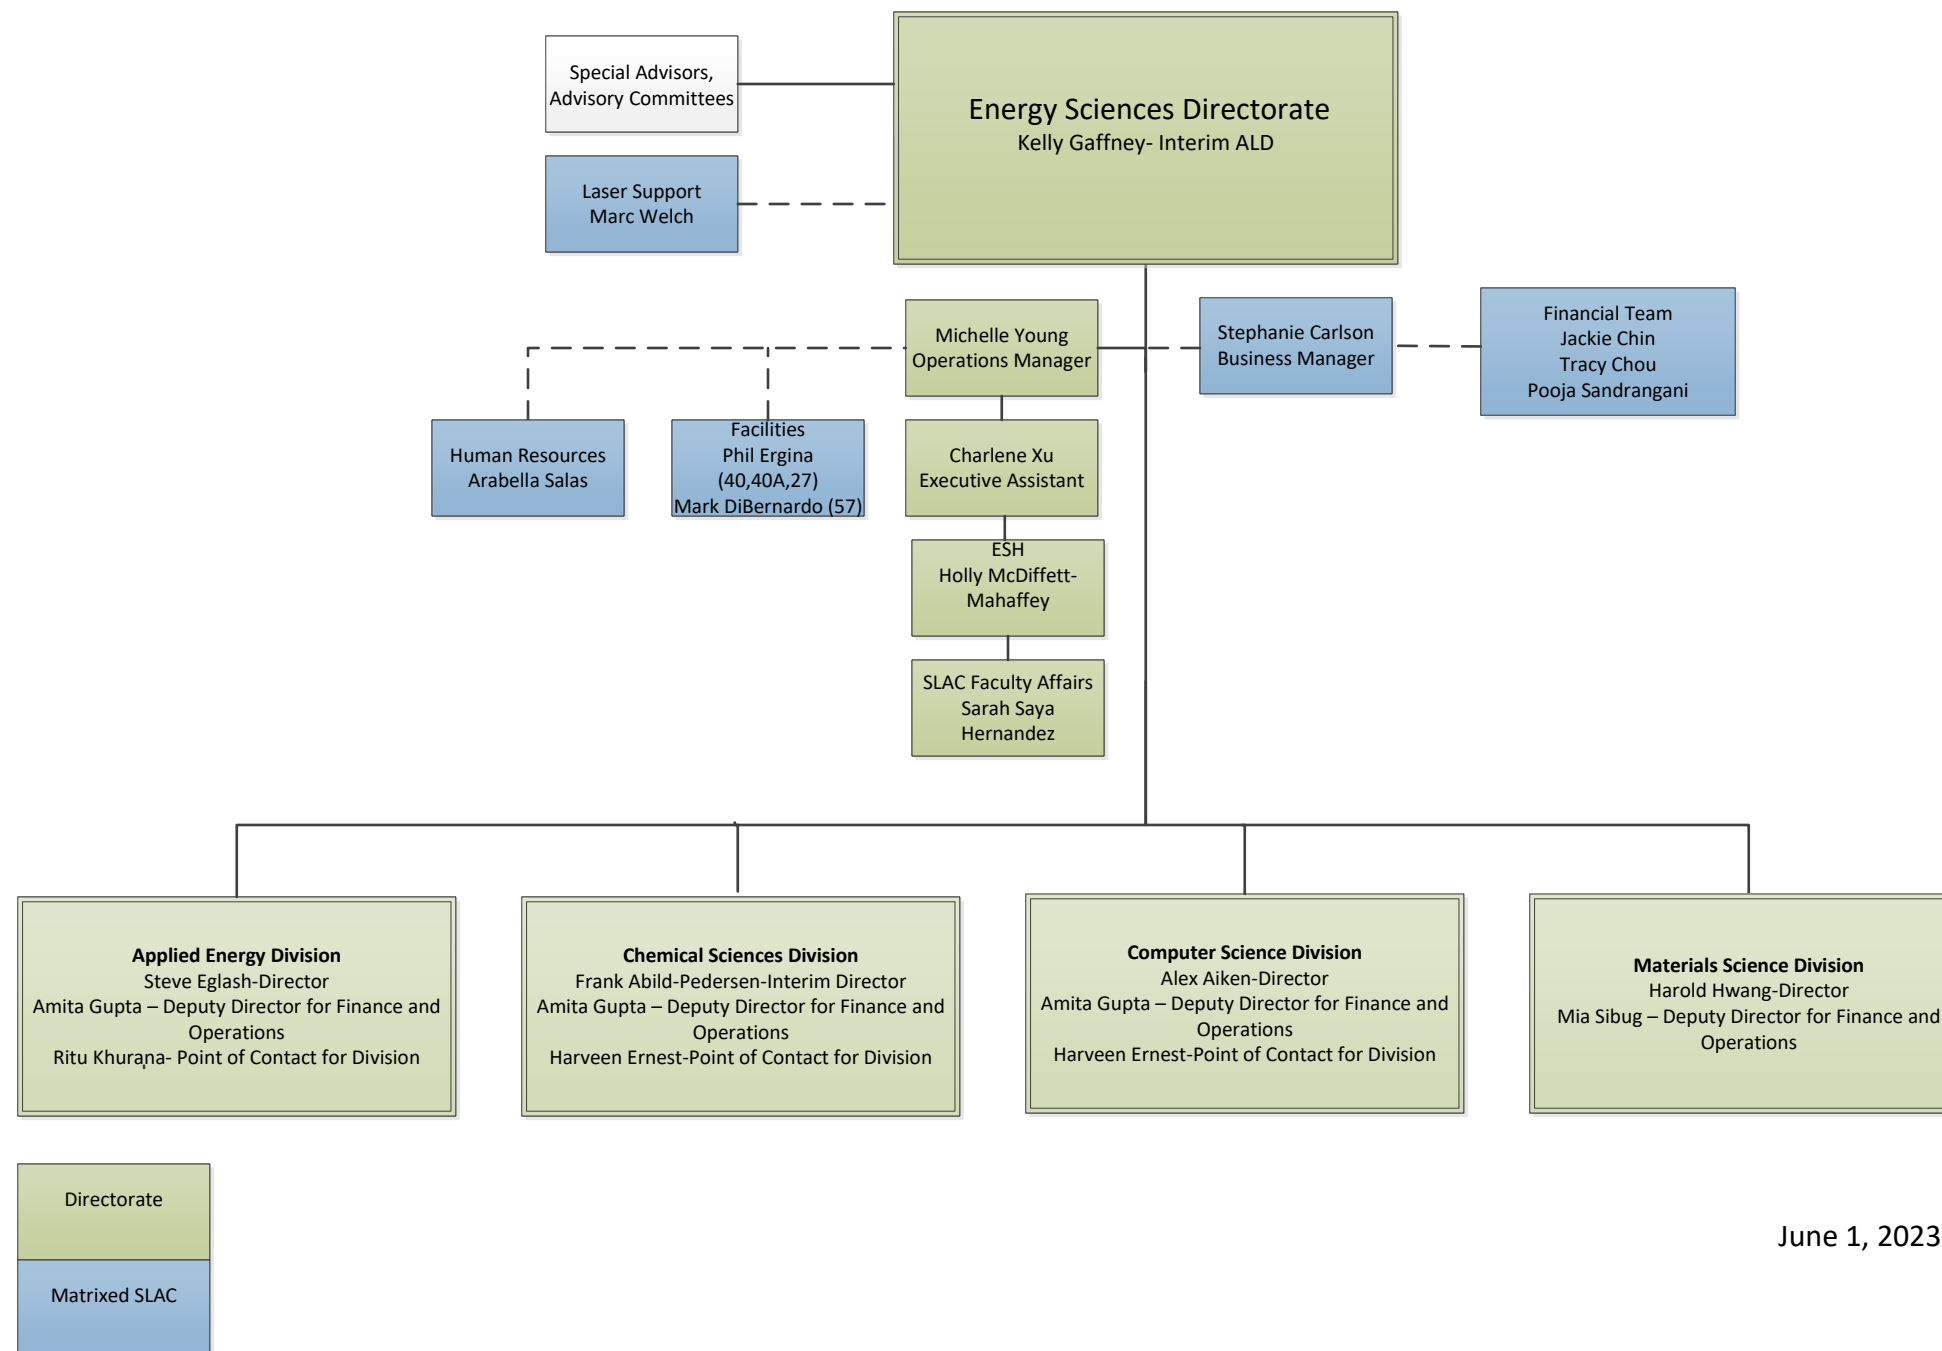 Special Advisors,
Advisory Committees
Energy Sciences Directorate
Kelly Gaffney- Interim ALD
Laser Support
Marc Welch
Michelle Young
Operations Manager
Stephanie Carlson
Business Manager
Financial Team
Jackie Chin
Tracy Chou
Pooja Sandrangani
Human Resources
Arabella Salas
Facilities
Phil Ergina
(40,40A,27)
Mark DiBernardo (57)
Charlene Xu
Executive Assistant
ESH
Holly McDiffett-
Mahaffey
SLAC Faculty Affairs
Sarah Saya
Hernandez
Applied Energy Division
Steve Eglash-Director
Amita Gupta – Deputy Director for Finance and
Operations
Ritu Khurana- Point of Contact for Division
Chemical Sciences Division
Frank Abild-Pedersen-Interim Director
Amita Gupta – Deputy Director for Finance and
Operations
Harveen Ernest-Point of Contact for Division
Computer Science Division
Alex Aiken-Director
Amita Gupta – Deputy Director for Finance and
Operations
Harveen Ernest-Point of Contact for Division
Materials Science Division
Harold Hwang-Director
Mia Sibug – Deputy Director for Finance and
Operations
Directorate
Matrixed SLAC
June 1, 2023